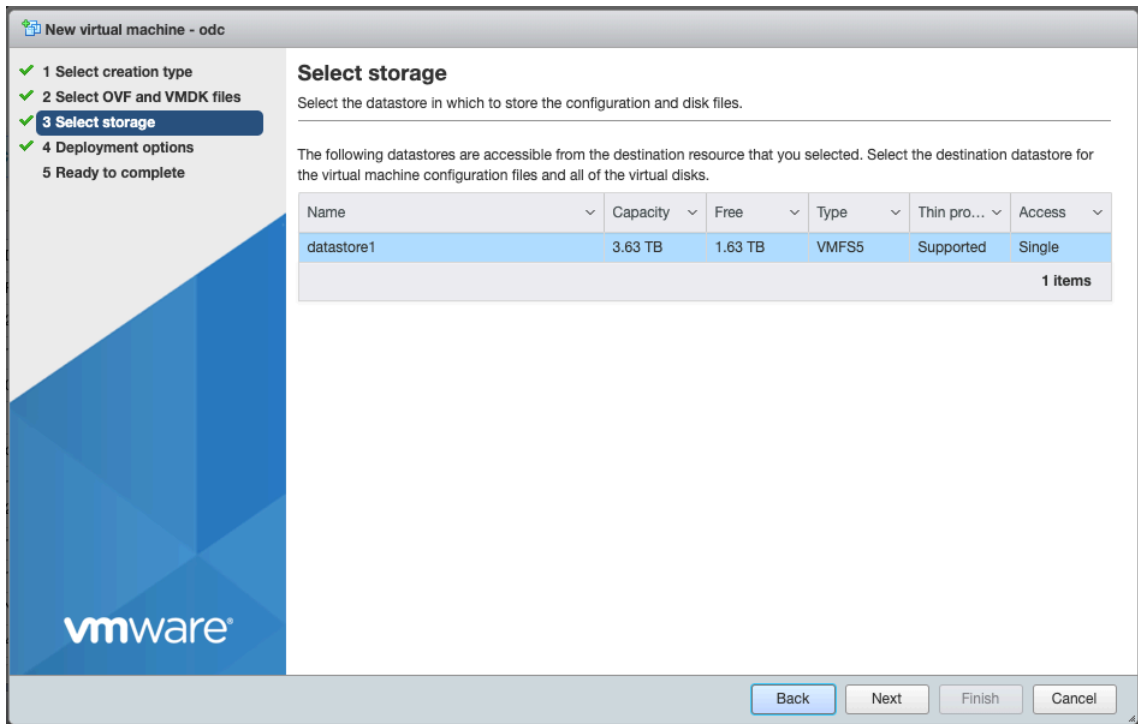 New virtual machine - odc
1 Select creation type
2 Select OVF and VMDK files
3 Select storage
4 Deployment options
5 Ready to complete
Select storage
Select the datastore in which to store the configuration and disk files.
The following datastores are accessible from the destination resource that you selected. Select the destination datastore for
the virtual machine configuration files and all of the virtual disks.
Name Capacity Free Type Thin pro... Access
datastore1 3.63 TB 1.63 TB VMFS5 Supported Single
1 items
vmware®
Back Next Finish Cancel